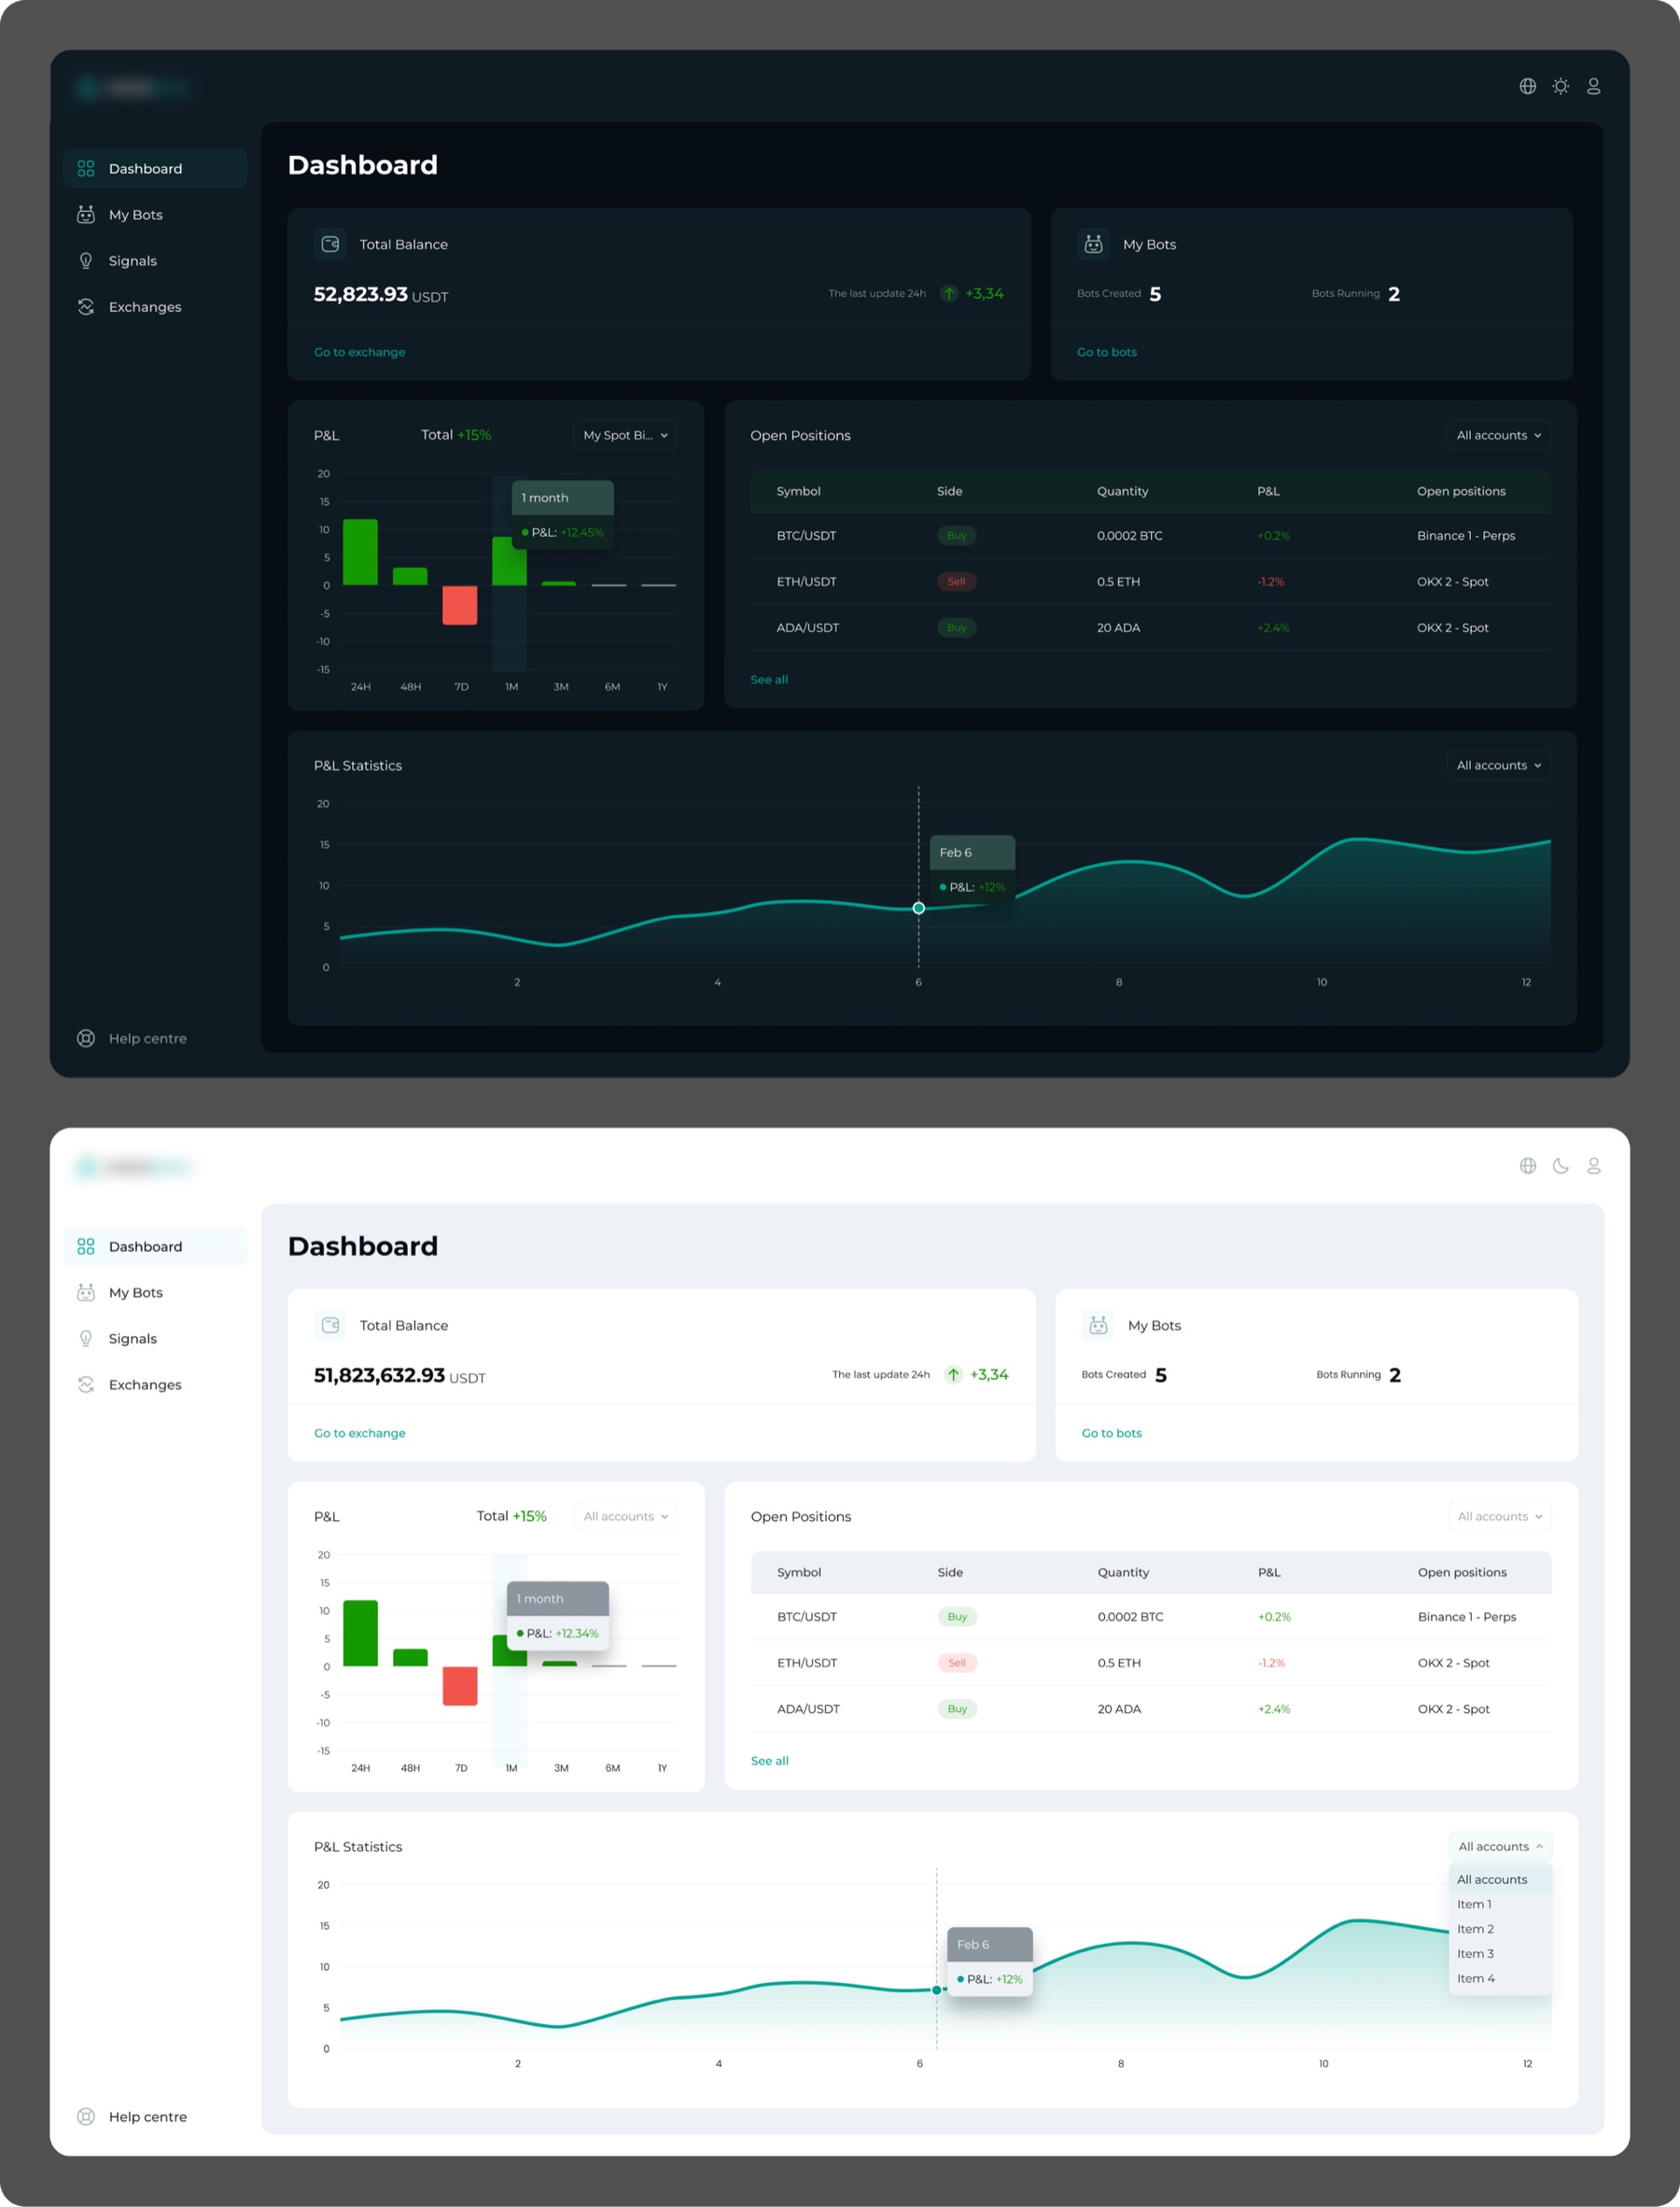 Dashboard
My Bots
Signals
Exchanges
Help centre
Dashboard
Total Balance
52,823.93 USDT
The last update 24h +3,34
Go to exchange
My Bots
Bots Created 5 Bots Running 2
Go to bots
P&L Total +15% My Spot Bi...
20
15
10
5
0
-5
-10
-15
1 month
P&L: +12.45%
24H 48H 7D 1M 3M 6M 1Y
Open Positions All accounts
Symbol Side Quantity P&L Open positions
BTC/USDT Buy 0.0002 BTC +0.2% Binance 1 - Perps
ETH/USDT Sell 0.5 ETH -1.2% OKX 2 - Spot
ADA/USDT Buy 20 ADA +2.4% OKX 2 - Spot
See all
P&L Statistics All accounts
20
15
10
5
0
Feb 6
P&L: +12%
2 4 6 8 10 12
Dashboard
My Bots
Signals
Exchanges
Help centre
Dashboard
Total Balance
51,823,632.93 USDT
The last update 24h +3,34
Go to exchange
My Bots
Bots Created 5 Bots Running 2
Go to bots
P&L Total +15% All accounts
20
15
10
5
0
-5
-10
-15
1 month
P&L: +12.34%
24H 48H 7D 1M 3M 6M 1Y
Open Positions All accounts
Symbol Side Quantity P&L Open positions
BTC/USDT Buy 0.0002 BTC +0.2% Binance 1 - Perps
ETH/USDT Sell 0.5 ETH -1.2% OKX 2 - Spot
ADA/USDT Buy 20 ADA +2.4% OKX 2 - Spot
See all
P&L Statistics All accounts
All accounts
Item 1
Item 2
Item 3
Item 4
20
15
10
5
0
Feb 6
P&L: +12%
2 4 6 8 10 12